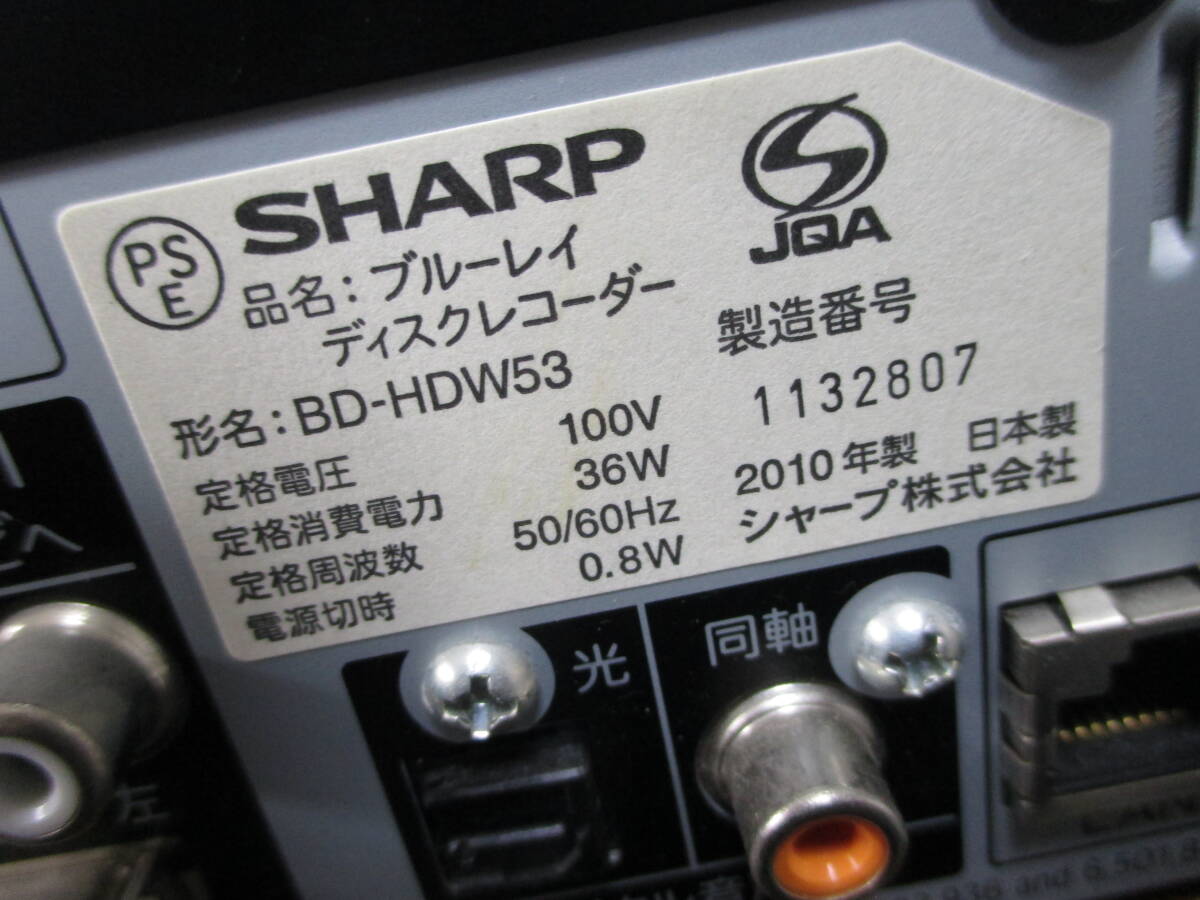 SHARP
PS
E
品名：ブルーレイ
ディスクレコーダー
形名：BD-HDW53
定格電圧 100V
定格消費電力 36W
定格周波数 50/60Hz
電源切時 0.8W
JQA
製造番号
1132807
2010年製 日本製
シャープ株式会社
光
同軸
左